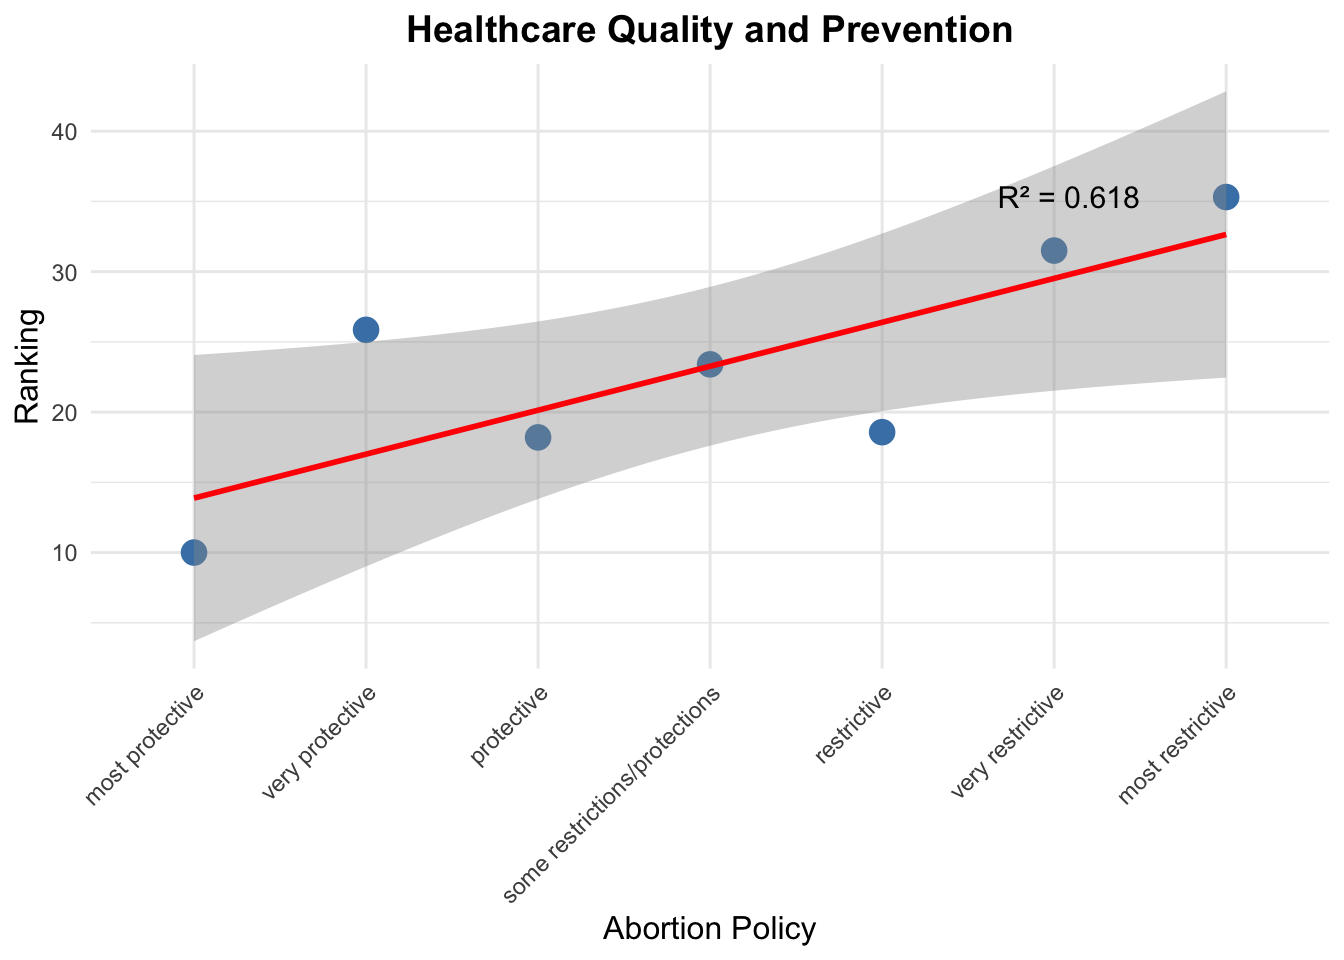 Healthcare Quality and Prevention
Ranking
40
30
20
10
R² = 0.618
most protective
very protective
protective
some restrictions/protections
restrictive
very restrictive
most restrictive
Abortion Policy